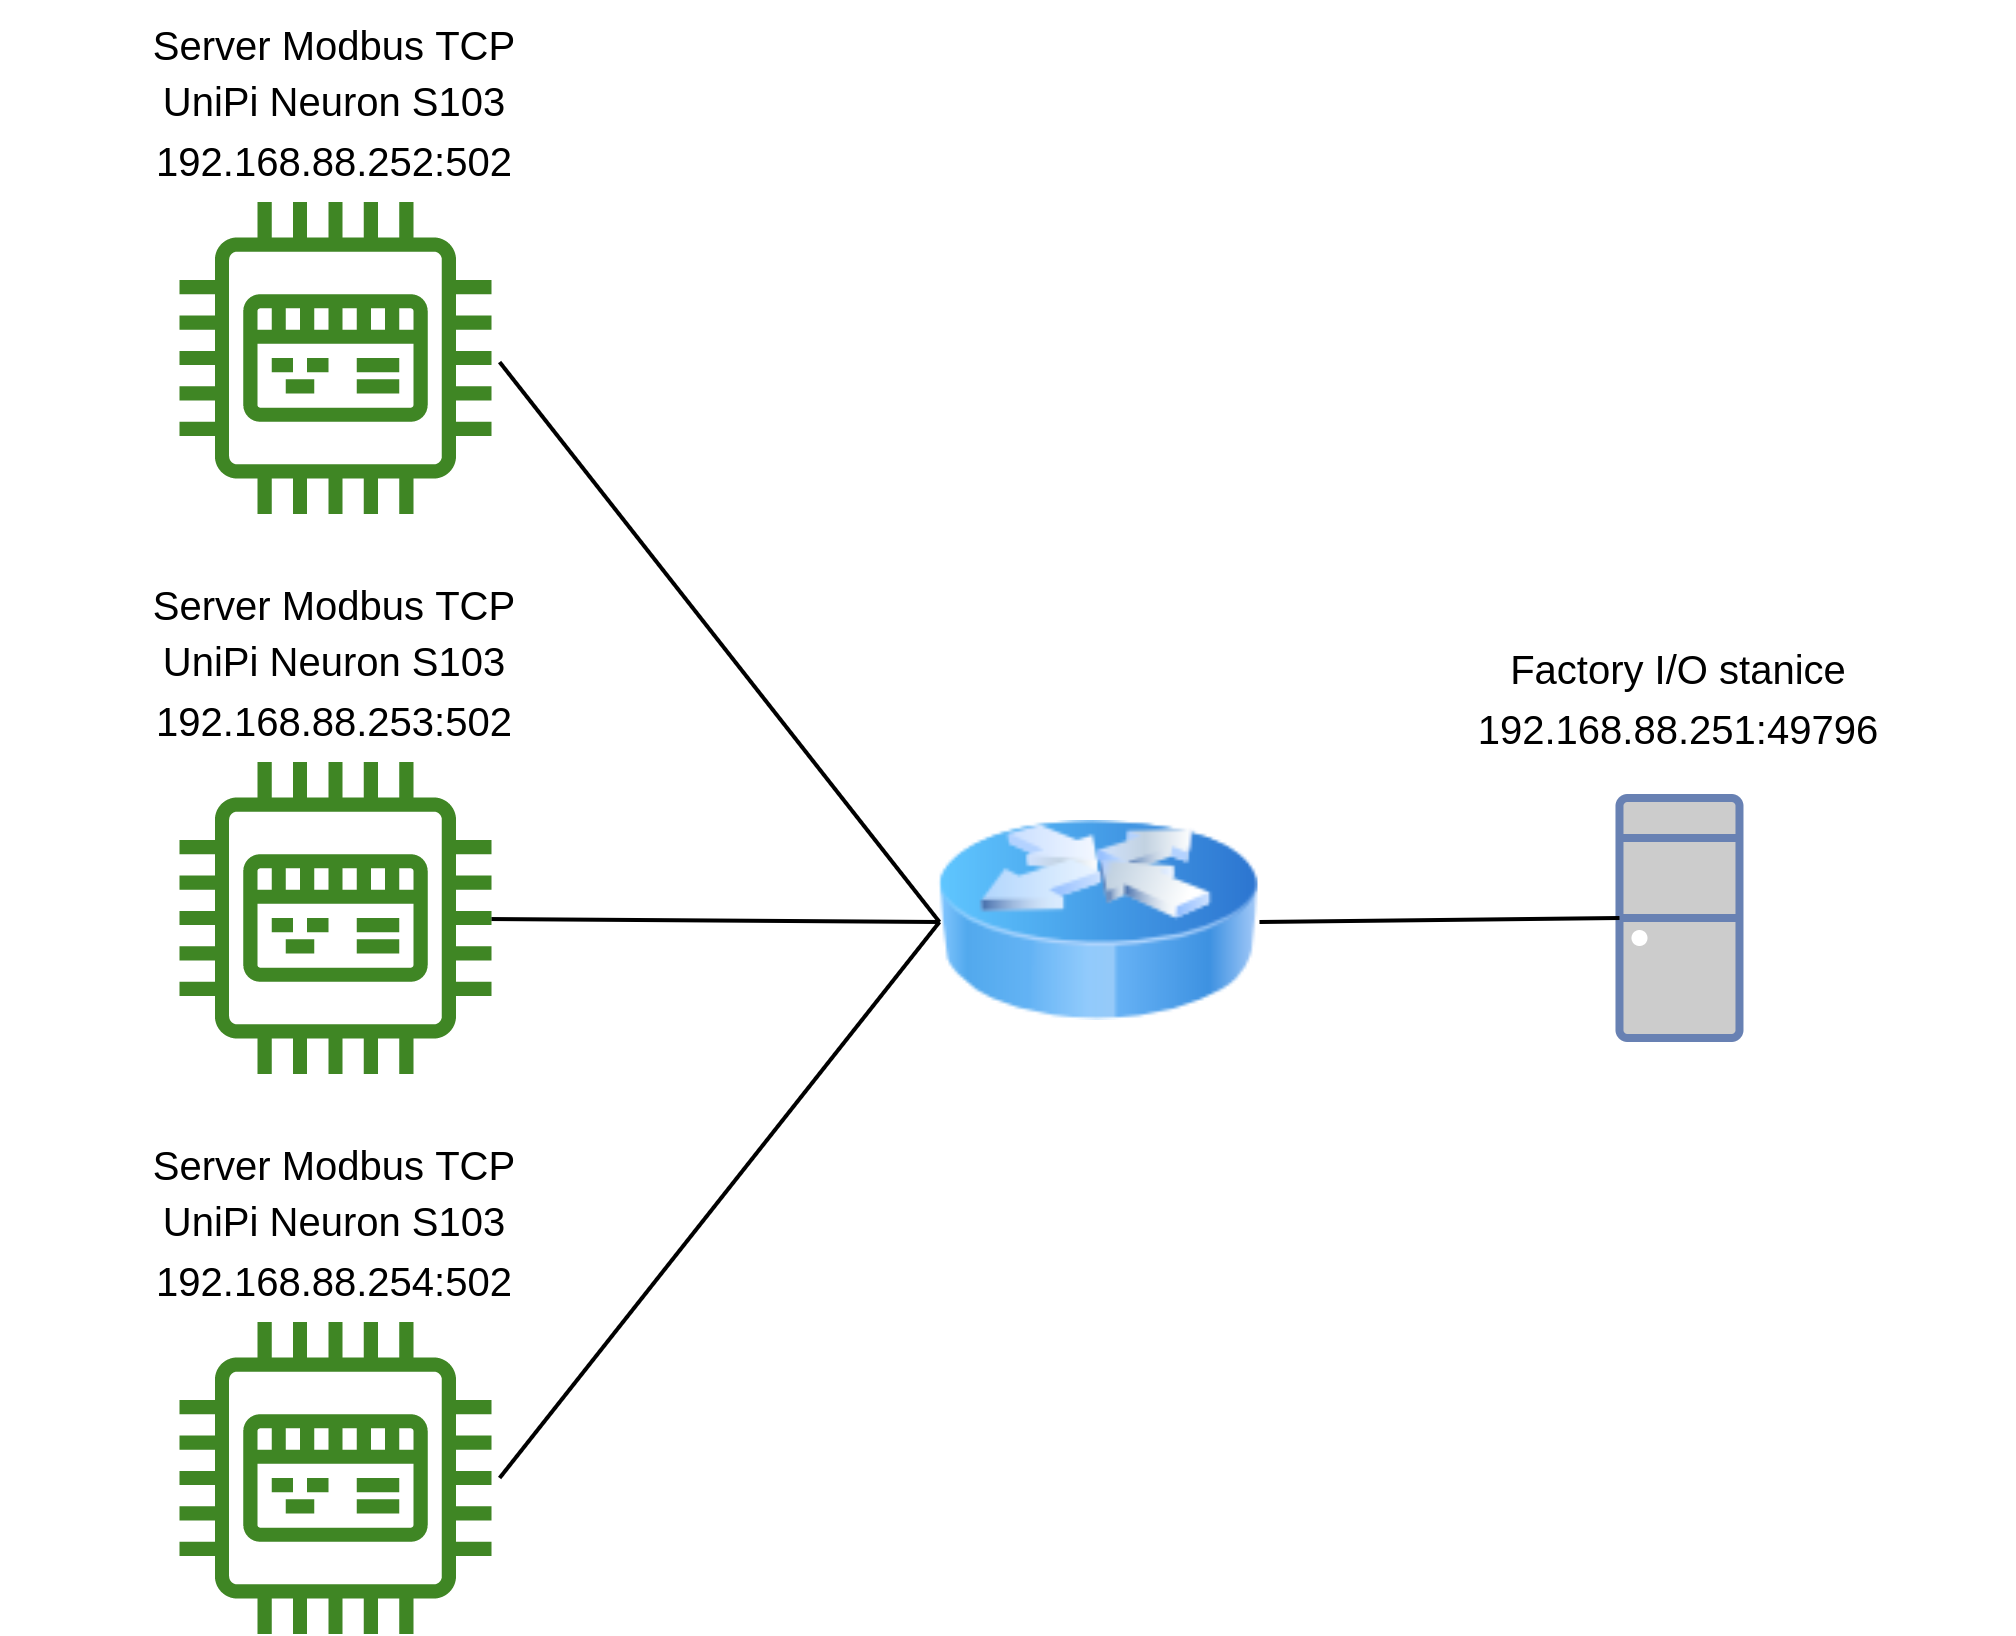 Server Modbus TCP
UniPi Neuron S103
192.168.88.252:502
Server Modbus TCP
UniPi Neuron S103
192.168.88.253:502
Factory I/O stanice
192.168.88.251:49796
Server Modbus TCP
UniPi Neuron S103
192.168.88.254:502